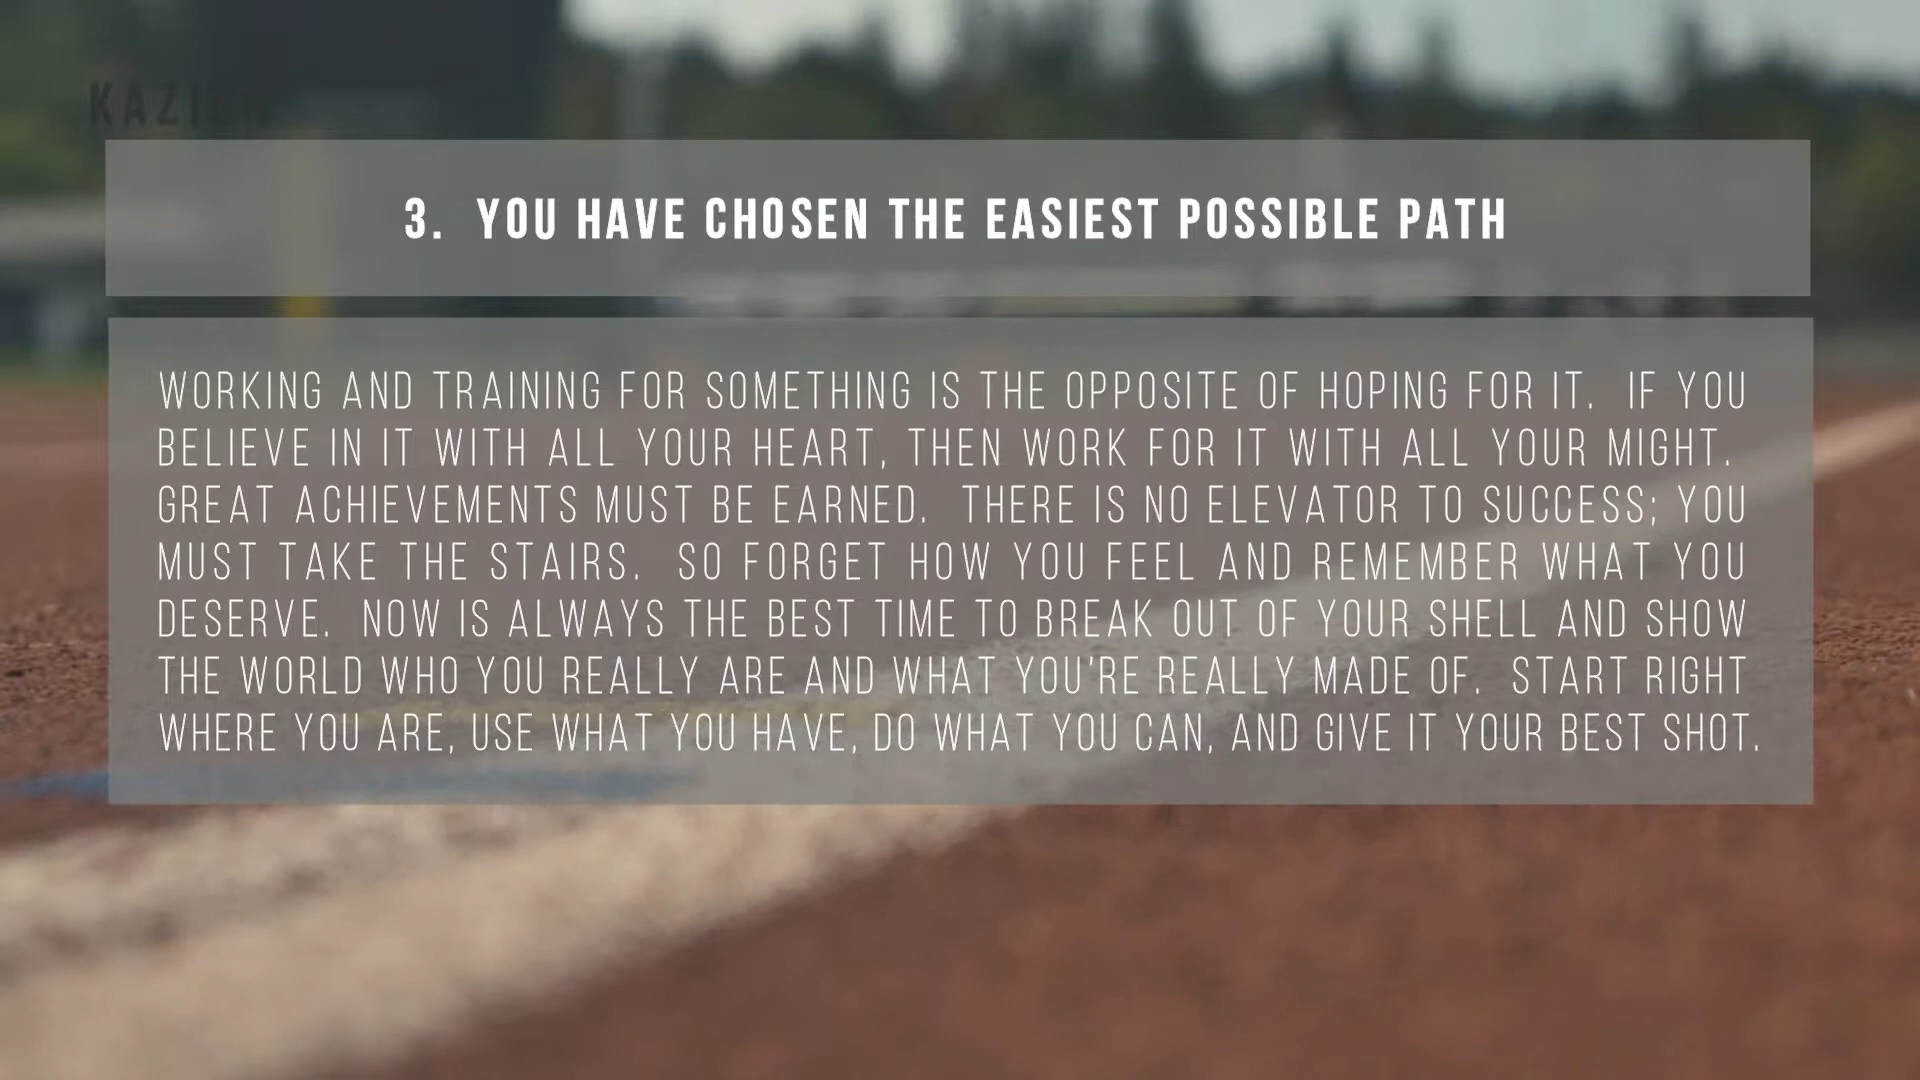 3. YOU HAVE CHOSEN THE EASIEST POSSIBLE PATH
WORKING AND TRAINING FOR SOMETHING IS THE OPPOSITE OF HOPING FOR IT. IF YOU
BELIEVE IN IT WITH ALL YOUR HEART, THEN WORK FOR IT WITH ALL YOUR MIGHT.
GREAT ACHIEVEMENTS MUST BE EARNED. THERE IS NO ELEVATOR TO SUCCESS; YOU
MUST TAKE THE STAIRS. SO FORGET HOW YOU FEEL AND REMEMBER WHAT YOU
DESERVE. NOW IS ALWAYS THE BEST TIME TO BREAK OUT OF YOUR SHELL AND SHOW
THE WORLD WHO YOU REALLY ARE AND WHAT YOU'RE REALLY MADE OF. START RIGHT
WHERE YOU ARE, USE WHAT YOU HAVE, DO WHAT YOU CAN, AND GIVE IT YOUR BEST SHOT.